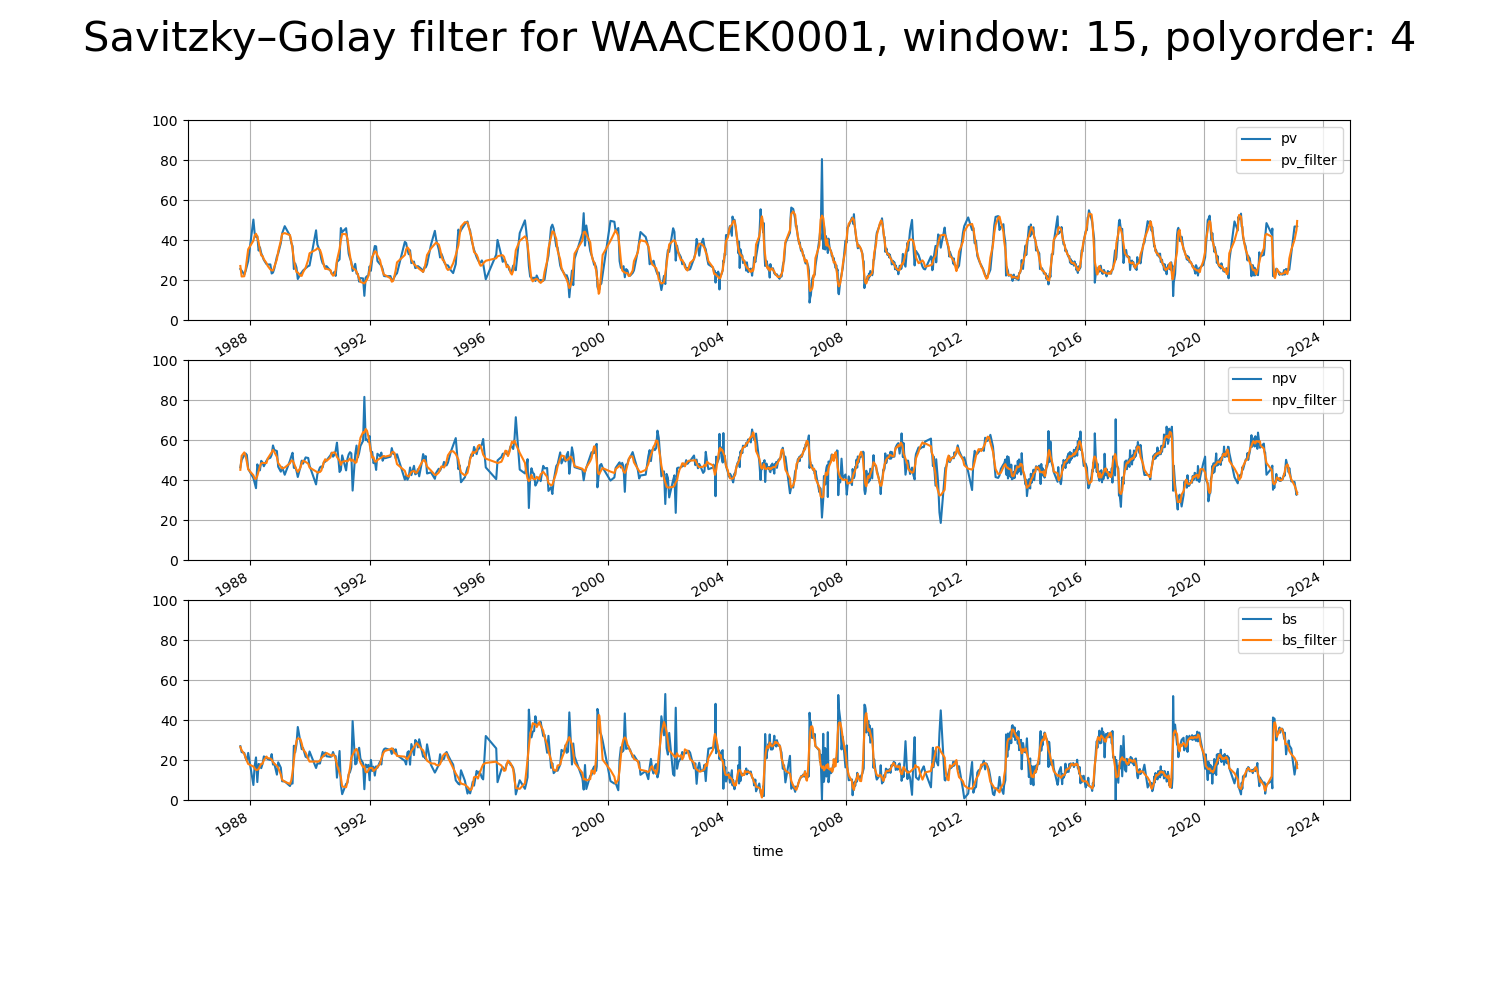 Savitzky–Golay filter for WAACEK0001, window: 15, polyorder: 4
100
80
60
40
20
0
pv
pv_filter
1988 1992 1996 2000 2004 2008 2012 2016 2020 2024
100
80
60
40
20
0
npv
npv_filter
1988 1992 1996 2000 2004 2008 2012 2016 2020 2024
100
80
60
40
20
0
bs
bs_filter
1988 1992 1996 2000 2004 2008 2012 2016 2020 2024
time